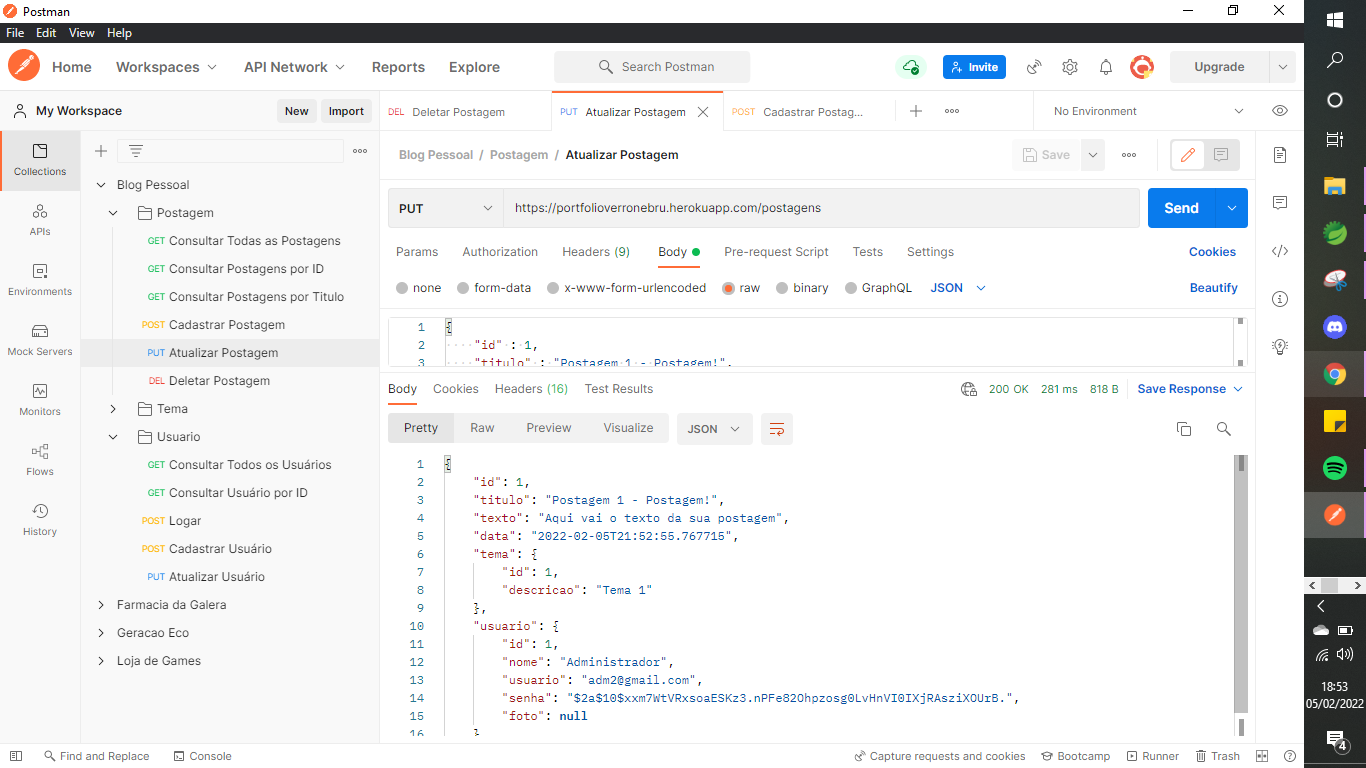 Postman
File Edit View Help
Home Workspaces API Network Reports Explore Search Postman Invite Upgrade
My Workspace New Import
DEL Deletar Postagem PUT Atualizar Postagem POST Cadastrar Postag... No Environment
Collections
APIs
Environments
Mock Servers
Monitors
Flows
History
Blog Pessoal
Postagem
GET Consultar Todas as Postagens
GET Consultar Postagens por ID
GET Consultar Postagens por Titulo
POST Cadastrar Postagem
PUT Atualizar Postagem
DEL Deletar Postagem
Tema
Usuario
GET Consultar Todos os Usuários
GET Consultar Usuário por ID
POST Logar
POST Cadastrar Usuário
PUT Atualizar Usuário
Farmacia da Galera
Geracao Eco
Loja de Games
Blog Pessoal / Postagem / Atualizar Postagem Save
PUT https://portfolioverronebru.herokuapp.com/postagens Send
Params Authorization Headers (9) Body Pre-request Script Tests Settings Cookies
none form-data x-www-form-urlencoded raw binary GraphQL JSON Beautify
1 {
2 "id" : 1,
3 "titulo" : "Postagem 1 - Postagem!",
Body Cookies Headers (16) Test Results 200 OK 281 ms 818 B Save Response
Pretty Raw Preview Visualize JSON
1 {
2 "id": 1,
3 "titulo": "Postagem 1 - Postagem!",
4 "texto": "Aqui vai o texto da sua postagem",
5 "data": "2022-02-05T21:52:55.767715",
6 "tema": {
7 "id": 1,
8 "descricao": "Tema 1"
9 },
10 "usuario": {
11 "id": 1,
12 "nome": "Administrador",
13 "usuario": "adm2@gmail.com",
14 "senha": "$2a$10$xxm7WtVRxsoaESKz3.nPFe82Ohpzosg0LvHnVI0IXjRAsziXOUrB.",
15 "foto": null
16 }
Find and Replace Console Capture requests and cookies Bootcamp Runner Trash
18:53
05/02/2022
4